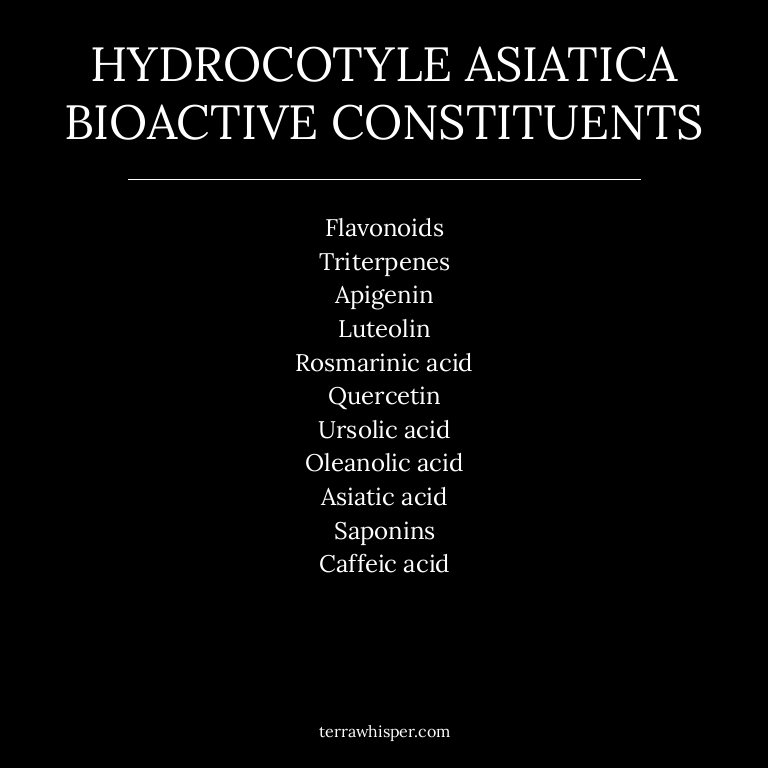 HYDROCOTYLE ASIATICA
BIOACTIVE CONSTITUENTS
Flavonoids
Triterpenes
Apigenin
Luteolin
Rosmarinic acid
Quercetin
Ursolic acid
Oleanolic acid
Asiatic acid
Saponins
Caffeic acid
terrawhisper.com